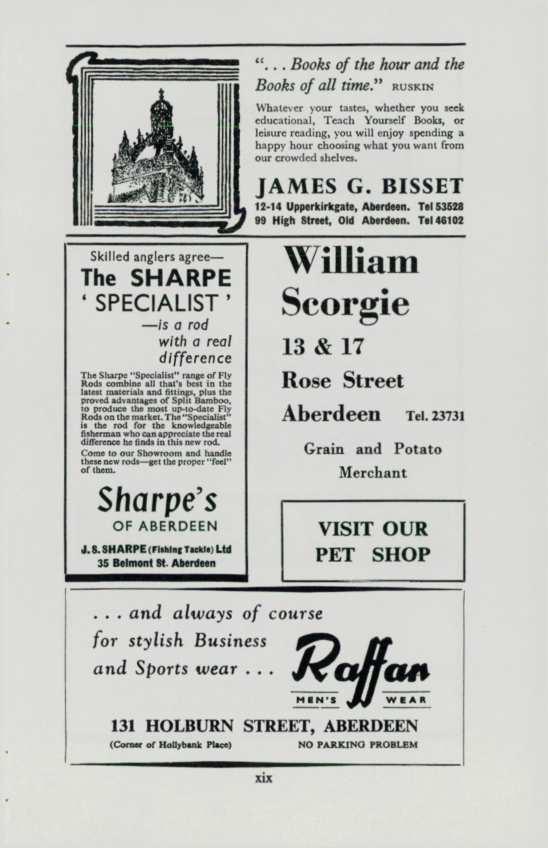 “. . . Books of the hour and the
Books of all time.” RUSKIN
Whatever your tastes, whether you seek
educational, Teach Yourself Books, or
leisure reading, you will enjoy spending a
happy hour choosing what you want from
our crowded shelves.
JAMES G. BISSET
12-14 Upperkirkgate, Aberdeen. Tel 53528
99 High Street, Old Aberdeen. Tel 46102
Skilled anglers agree—
The SHARPE
‘ SPECIALIST ’
—is a rod
with a real
difference
The Sharpe “Specialist” range of Fly
Rods combine all that’s best in the
latest materials and fittings, plus the
proved advantages of Split Bamboo,
to produce the most up-to-date Fly
Rods on the market. The “Specialist”
is the rod for the knowledgeable
fisherman who can appreciate the real
difference he finds in this new rod.
Come to our Showroom and handle
these new rods—get the proper “feel”
of them.
Sharpe’s
OF ABERDEEN
J. S. SHARPE (Fishing Tackle) Ltd
35 Belmont St. Aberdeen
William
Scorgie
13 & 17
Rose Street
Aberdeen Tel. 23731
Grain and Potato
Merchant
VISIT OUR
PET SHOP
. . . and always of course
for stylish Business
and Sports wear . . .
Raffan
MEN’S WEAR
131 HOLBURN STREET, ABERDEEN
(Corner of Hollybank Place) NO PARKING PROBLEM
xix